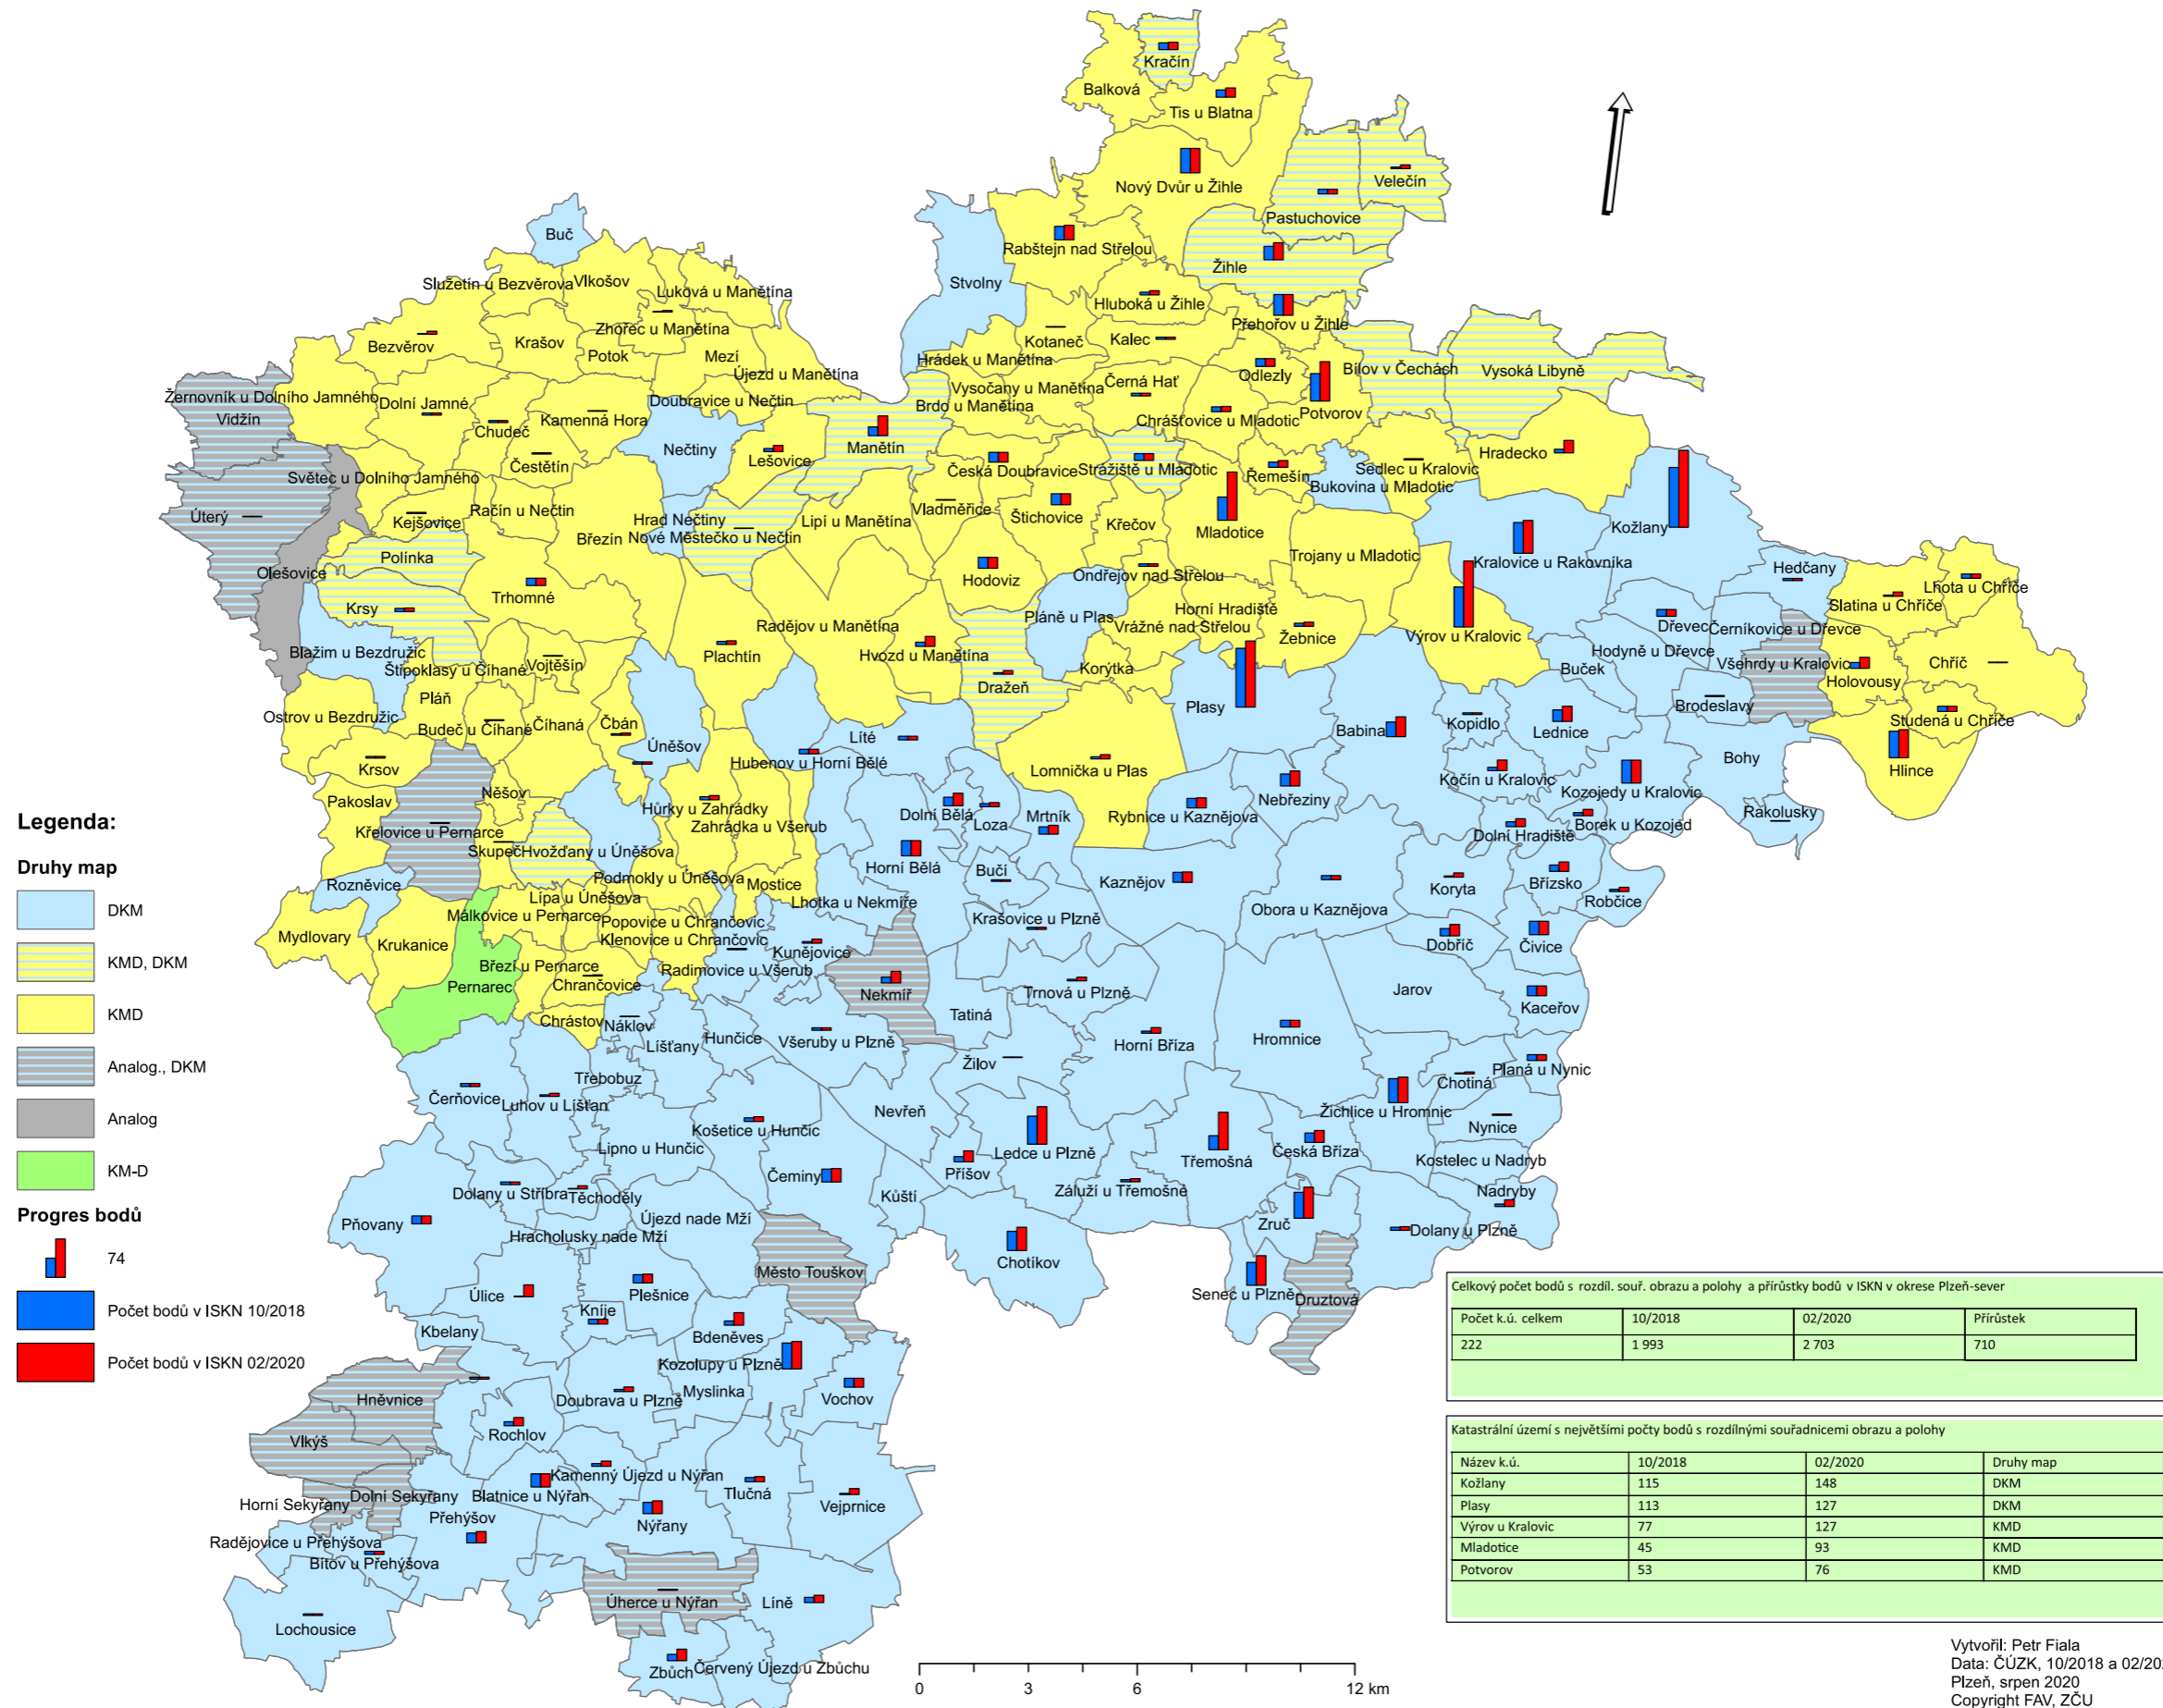 Kračín
Balková
Tis u Blatna
Nový Dvůr u Žihle
Velečín
Pastuchovice
Buč
Rabštejn nad Střelou
Žihle
Stvolny
Služetín u Bezvěrova
Vlkošov
Luková u Manětína
Hluboká u Žihle
Zhořec u Manětína
Přehořov u Žihle
Bezvěrov
Krašov
Potok
Mezí
Kotaneč
Kalec
Hrádek u Manětína
Újezd u Manětína
Vysočany u Manětína
Černá Hať
Odlezly
Bílov v Čechách
Vysoká Libyně
Žernovník u Dolního Jamného
Dolní Jamné
Doubravice u Nečtin
Brdo u Manětína
Vidžín
Chudeč
Kamenná Hora
Chrášťovice u Mladotic
Potvorov
Nečtiny
Manětín
Hradecko
Čestětín
Lešovice
Česká Doubravice
Strážiště u Mladotic
Řemešín
Sedlec u Kralovic
Světec u Dolního Jamného
Bukovina u Mladotic
Úterý
Kejšovice
Račín u Nečtin
Hrad Nečtiny
Lipí u Manětína
Vladměřice
Štichovice
Křečov
Mladotice
Kožlany
Březín
Nové Městečko u Nečtin
Polínka
Trojany u Mladotic
Kralovice u Rakovníka
Hedčany
Olešovice
Hodoviz
Ondřejov nad Střelou
Krsy
Trhomné
Lhota u Chříče
Slatina u Chříče
Pláně u Plas
Horní Hradiště
Radějov u Manětína
Vrážné nad Střelou
Žebnice
Výrov u Kralovic
Dřevec
Černíkovice u Dřevce
Blažim u Bezdružic
Štipoklasy u Číhané
Vojtěšín
Plachtín
Hvozd u Manětína
Korýtka
Hodyně u Dřevce
Všehrdy u Kralovic
Chříč
Buček
Holovousy
Dražeň
Pláň
Plasy
Brodeslavy
Ostrov u Bezdružic
Budeč u Číhané
Číhaná
Čbán
Studená u Chříče
Úněšov
Líté
Babina
Kopidlo
Lednice
Hubenov u Horní Bělé
Bohy
Krsov
Lomnička u Plas
Hlince
Kočín u Kralovic
Kozojedy u Kralovic
Pakoslav
Něšov
Hůrky u Zahrádky
Nebřeziny
Dolní Bělá
Loza
Mrtník
Rybnice u Kaznějova
Rakolusky
Zahrádka u Všerub
Borek u Kozojed
Křelovice u Pernarce
Dolní Hradiště
Skupeč
Hvožďany u Úněšova
Horní Bělá
Bučí
Rozněvice
Podmokly u Úněšova
Mostice
Kaznějov
Koryta
Břízsko
Lípa u Úněšova
Lhotka u Nekmíře
Robčice
Málkovice u Pernarce
Popovice u Chrančovic
Krašovice u Plzně
Obora u Kaznějova
Mydlovary
Krukanice
Klenovice u Chrančovic
Kunějovice
Dobříč
Čivice
Březí u Pernarce
Radimovice u Všerub
Pernarec
Chrančovice
Nekmíř
Trnová u Plzně
Jarov
Kaceřov
Chrástov
Náklov
Tatiná
Líšťany
Hunčice
Všeruby u Plzně
Horní Bříza
Hromnice
Žilov
Třebobuz
Planá u Nynic
Chotiná
Čerňovice
Luhov u Líšťan
Nevřeň
Žichlice u Hromnic
Nynice
Košetice u Hunčic
Lipno u Hunčic
Ledce u Plzně
Třemošná
Česká Bříza
Kostelec u Nadryb
Příšov
Čeminy
Kůští
Záluží u Třemošné
Nadryby
Dolany u Stříbra
Těchoděly
Pňovany
Újezd nade Mží
Zruč
Dolany u Plzně
Hracholusky nade Mží
Chotíkov
Město Touškov
Senec u Plzně
Druztová
Úlice
Plešnice
Kníje
Kbelany
Bdeněves
Kozolupy u Plzně
Hněvnice
Doubrava u Plzně
Myslinka
Vochov
Vlkýš
Rochlov
Kamenný Újezd u Nýřan
Horní Sekyřany
Dolní Sekyřany
Blatnice u Nýřan
Tlučná
Vejprnice
Přehýšov
Nýřany
Radějovice u Přehýšova
Bítov u Přehýšova
Úherce u Nýřan
Líně
Lochousice
Zbůch
Červený Újezd u Zbůchu
Legenda:
Druhy map
DKM
KMD, DKM
KMD
Analog., DKM
Analog
KM-D
Progres bodů
74
Počet bodů v ISKN 10/2018
Počet bodů v ISKN 02/2020
Celkový počet bodů s rozdíl. souř. obrazu a polohy a přírůstky bodů v ISKN v okrese Plzeň-sever
Počet k.ú. celkem 10/2018 02/2020 Přírůstek
222 1 993 2 703 710
Katastrální území s největšími počty bodů s rozdílnými souřadnicemi obrazu a polohy
Název k.ú. 10/2018 02/2020 Druhy map
Kožlany 115 148 DKM
Plasy 113 127 DKM
Výrov u Kralovic 77 127 KMD
Mladotice 45 93 KMD
Potvorov 53 76 KMD
0 3 6 12 km
Vytvořil: Petr Fiala
Data: ČÚZK, 10/2018 a 02/202
Plzeň, srpen 2020
Copyright FAV, ZČU